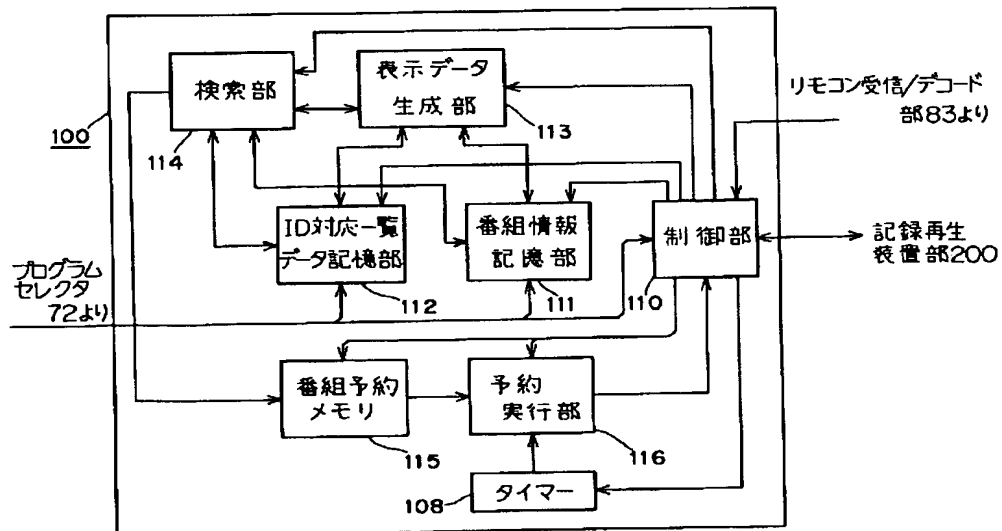 検索部
114
表示データ
生成部
113
リモコン受信/デコード
部83より
100
ID対応一覧
データ記憶部
112
番組情報
記憶部
111
制御部
110
記録再生
装置部200
プログラム
セレクタ
72より
番組予約
メモリ
115
予約
実行部
116
108
タイマー